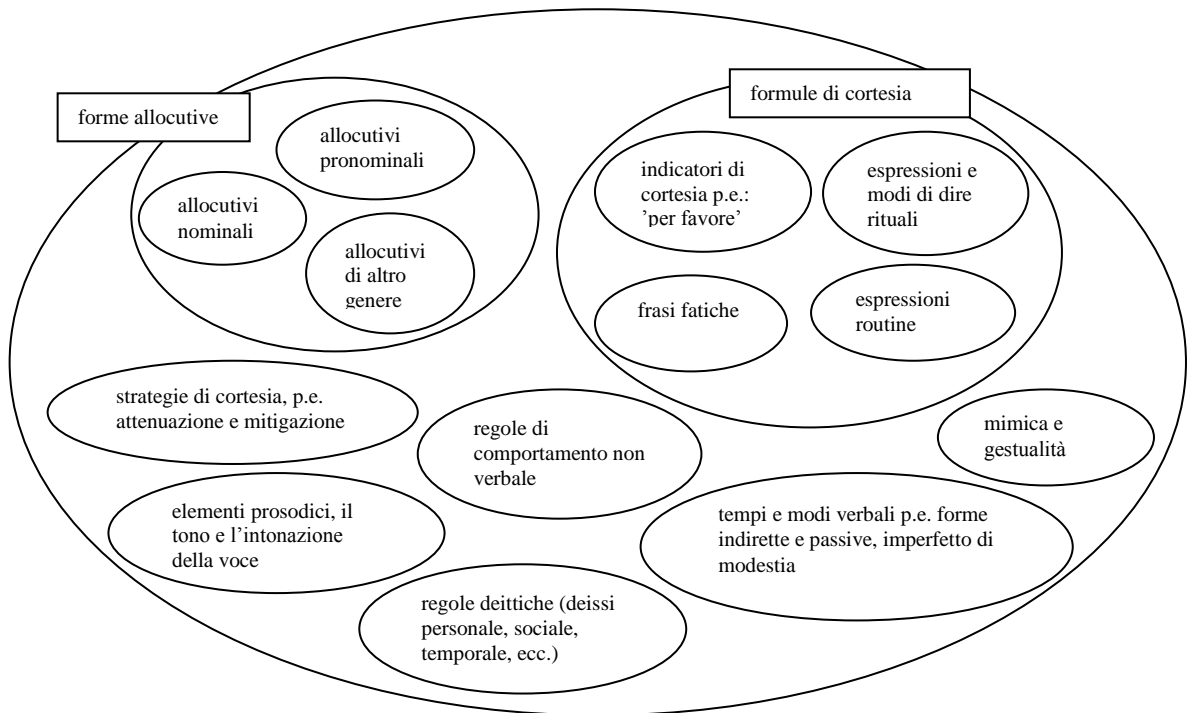 forme allocutive
formule di cortesia
allocutivi
pronominali
allocutivi
nominali
allocutivi
di altro
genere
indicatori di
cortesia p.e.:
’per favore’
espressioni e
modi di dire
rituali
frasi fatiche
espressioni
routine
strategie di cortesia, p.e.
attenuazione e mitigazione
regole di
comportamento non
verbale
mimica e
gestualità
elementi prosodici, il
tono e l’intonazione
della voce
tempi e modi verbali p.e. forme
indirette e passive, imperfetto di
modestia
regole deittiche (deissi
personale, sociale,
temporale, ecc.)